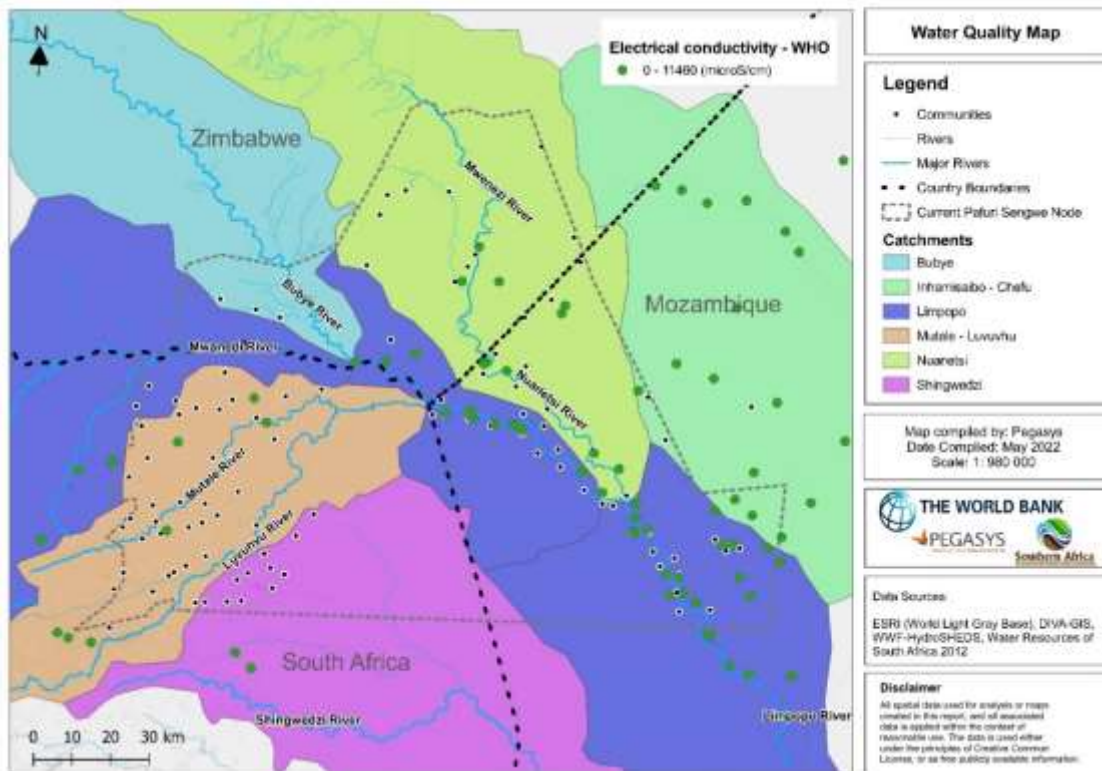 N
Electrical conductivity - WHO
0 - 11460 (microS/cm)
Zimbabwe
Mwenezi River
Bubye River
Mozambique
Nuanetsi River
Mutale River
Luvuhvu River
South Africa
Shingwedzi River
Limpopo River
0 10 20 30 km
Water Quality Map
Legend
Communities
Rivers
Major Rivers
Country Boundaries
Current Pafuri Sengwe Node
Catchments
Bubye
Inhamisaibo - Chefu
Limpopo
Mutale - Luvuvhu
Nuanetsi
Shingwedzi
Map compiled by: Pegasys
Date Compiled: May 2022
Scale: 1: 980 000
THE WORLD BANK
PEGASYS
Southern Africa
Data Sources:
ESRI (World Light Gray Base), DIVA-GIS,
WWF-HydroSHEDS, Water Resources of
South Africa 2012
Disclaimer
All spatial data used for analysis or maps
created in this report, and all associated
data is applied within the context of
reasonable use. The data is used either
under the principles of Creative Common
License, or as free publicly available information.